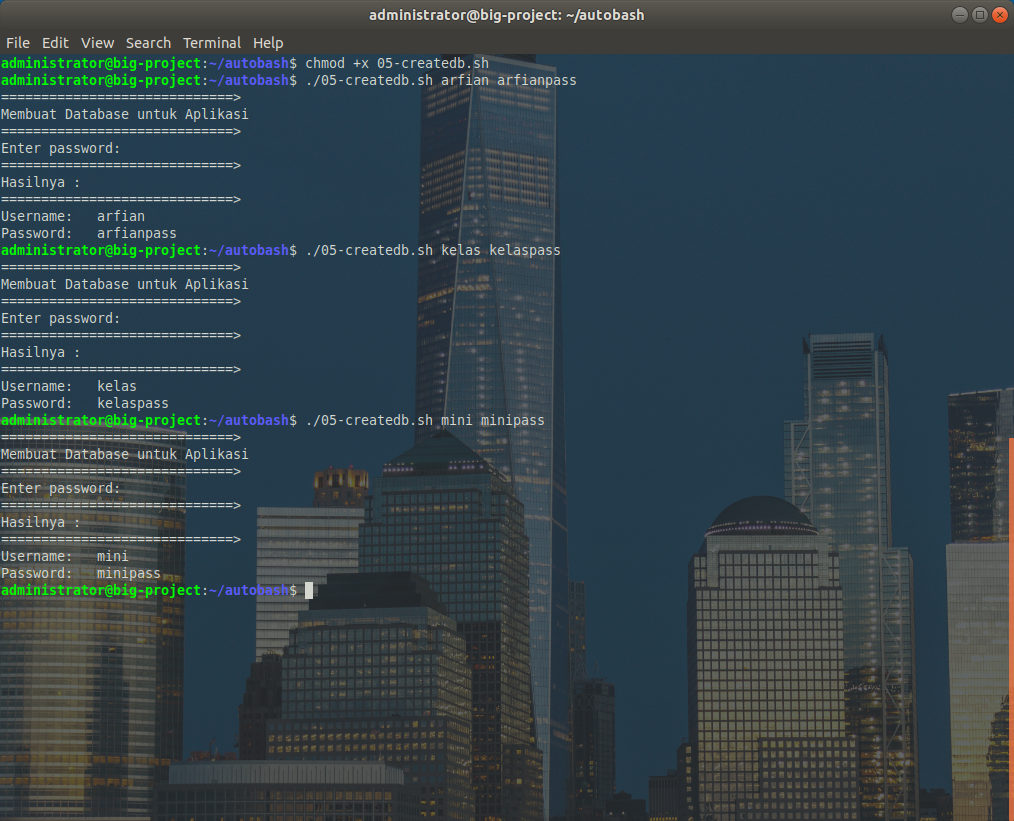 administrator@big-project: ~/autobash
File Edit View Search Terminal Help
administrator@big-project:~/autobash$ chmod +x 05-createdb.sh
administrator@big-project:~/autobash$ ./05-createdb.sh arfian arfianpass
=============================>
Membuat Database untuk Aplikasi
=============================>
Enter password:
=============================>
Hasilnya :
=============================>
Username:   arfian
Password:   arfianpass
administrator@big-project:~/autobash$ ./05-createdb.sh kelas kelaspass
=============================>
Membuat Database untuk Aplikasi
=============================>
Enter password:
=============================>
Hasilnya :
=============================>
Username:   kelas
Password:   kelaspass
administrator@big-project:~/autobash$ ./05-createdb.sh mini minipass
=============================>
Membuat Database untuk Aplikasi
=============================>
Enter password:
=============================>
Hasilnya :
=============================>
Username:   mini
Password:   minipass
administrator@big-project:~/autobash$